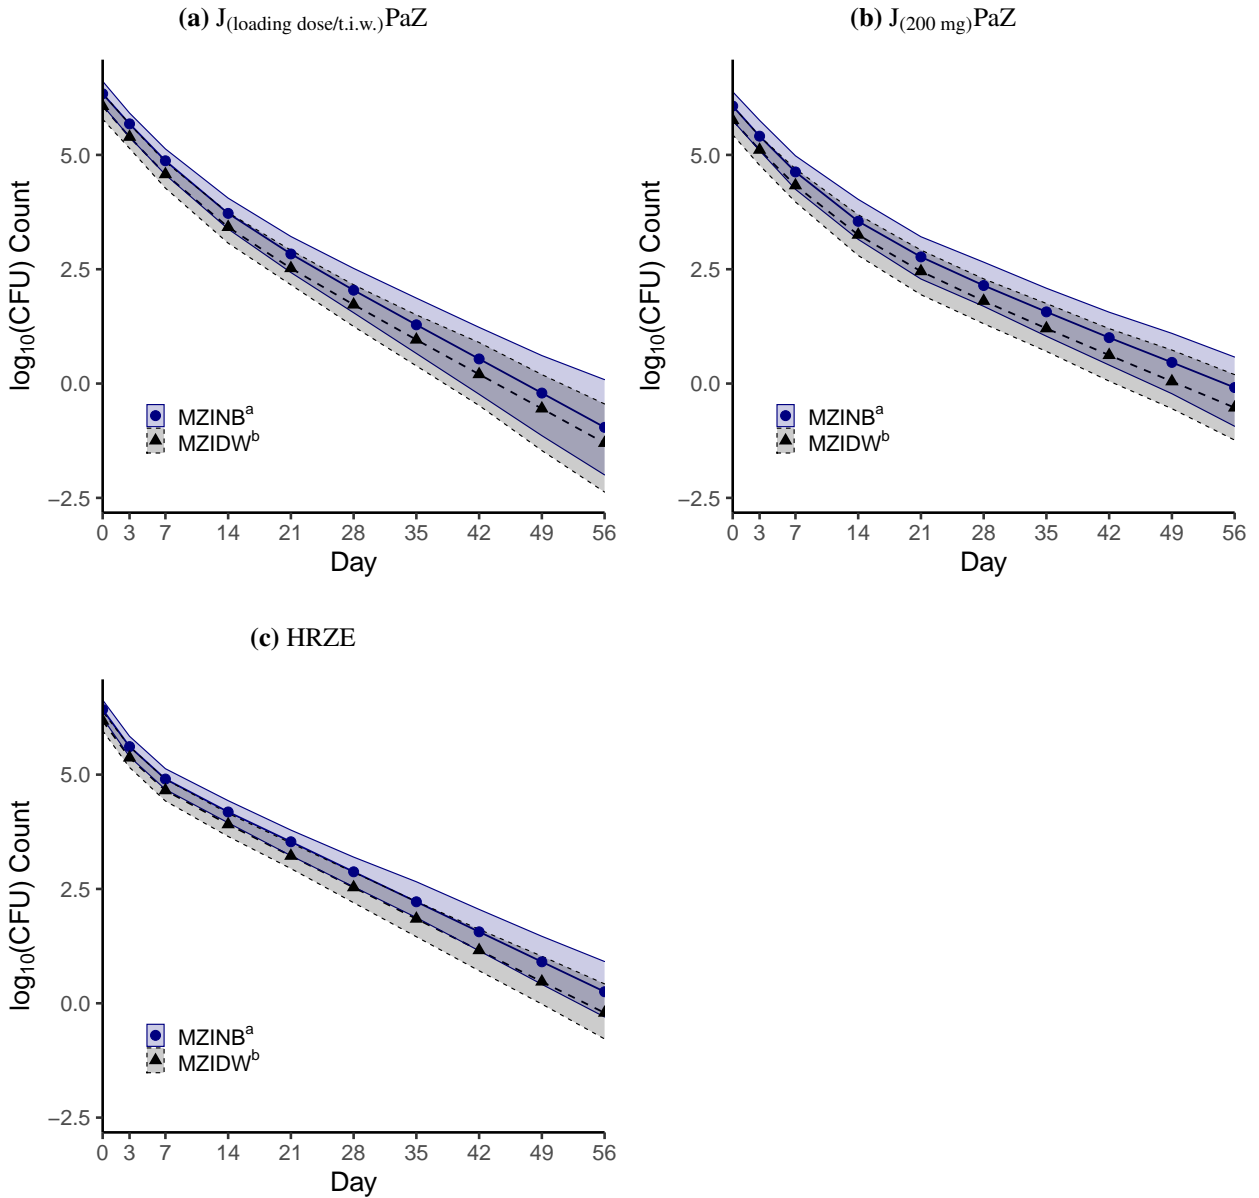 (a) J(loading dose/t.i.w.)PaZ
log10(CFU) Count
5.0
2.5
0.0
−2.5
MZINBa
MZIDWb
0 3 7 14 21 28 35 42 49 56
Day
(b) J(200 mg)PaZ
log10(CFU) Count
5.0
2.5
0.0
−2.5
MZINBa
MZIDWb
0 3 7 14 21 28 35 42 49 56
Day
(c) HRZE
log10(CFU) Count
5.0
2.5
0.0
−2.5
MZINBa
MZIDWb
0 3 7 14 21 28 35 42 49 56
Day